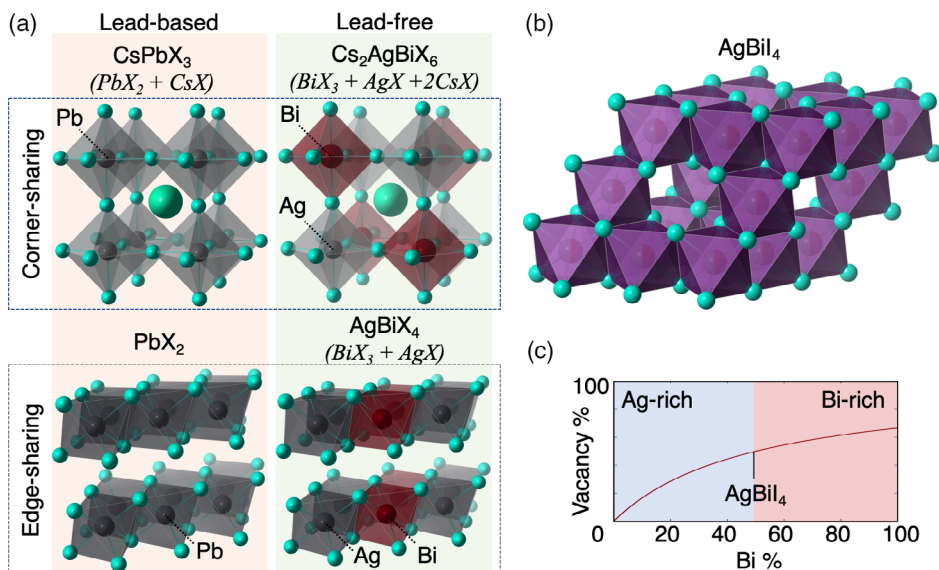 (a)
Lead-based
Lead-free
CsPbX₃
(PbX₂ + CsX)
Cs₂AgBiX₆
(BiX₃ + AgX +2CsX)
Corner-sharing
Pb
Bi
Ag
PbX₂
AgBiX₄
(BiX₃ + AgX)
Edge-sharing
Pb
Ag
Bi
(b)
AgBiI₄
(c)
Vacancy %
100
Ag-rich
Bi-rich
AgBiI₄
0
20
40
60
80
100
Bi %